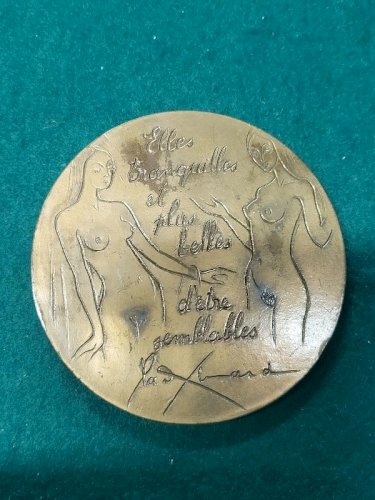 Elles
tranquilles
et
plus
belles
d'être
semblables